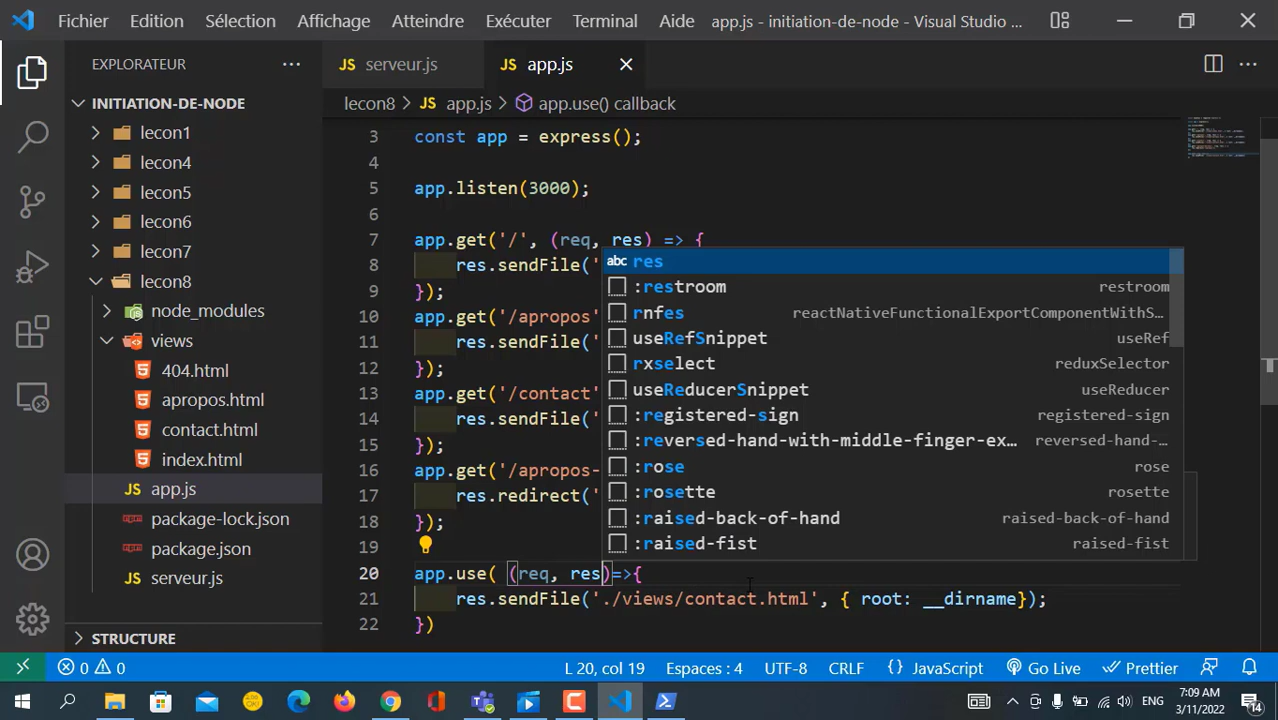 Fichier Edition Sélection Affichage Atteindre Exécuter Terminal Aide app.js - initiation-de-node - Visual Studio ...
EXPLORATEUR ...
JS serveur.js JS app.js
lecon8 > JS app.js > app.use() callback
INITIATION-DE-NODE
lecon1
lecon4
lecon5
lecon6
lecon7
lecon8
node_modules
views
404.html
apropos.html
contact.html
index.html
JS app.js
package-lock.json
package.json
JS serveur.js
STRUCTURE
3 const app = express();
4
5 app.listen(3000);
6
7 app.get('/', (req, res) => {
8 res.sendFile('
9 });
10 app.get('/apropos'
11 res.sendFile('
12 });
13 app.get('/contact'
14 res.sendFile('
15 });
16 app.get('/apropos-
17 res.redirect('
18 });
19
20 app.use( (req, res)=>{
21 res.sendFile('./views/contact.html', { root: __dirname});
22 })
abc res
:restroom restroom
rnfes reactNativeFunctionalExportComponentWithS...
useRefSnippet useRef
rxselect reduxSelector
useReducerSnippet useReducer
:registered-sign registered-sign
:reversed-hand-with-middle-finger-ex... reversed-hand-...
:rose rose
:rosette rosette
:raised-back-of-hand raised-back-of-hand
:raised-fist raised-fist
0 0 L 20, col 19 Espaces : 4 UTF-8 CRLF {} JavaScript Go Live Prettier
ENG 7:09 AM
3/11/2022 14